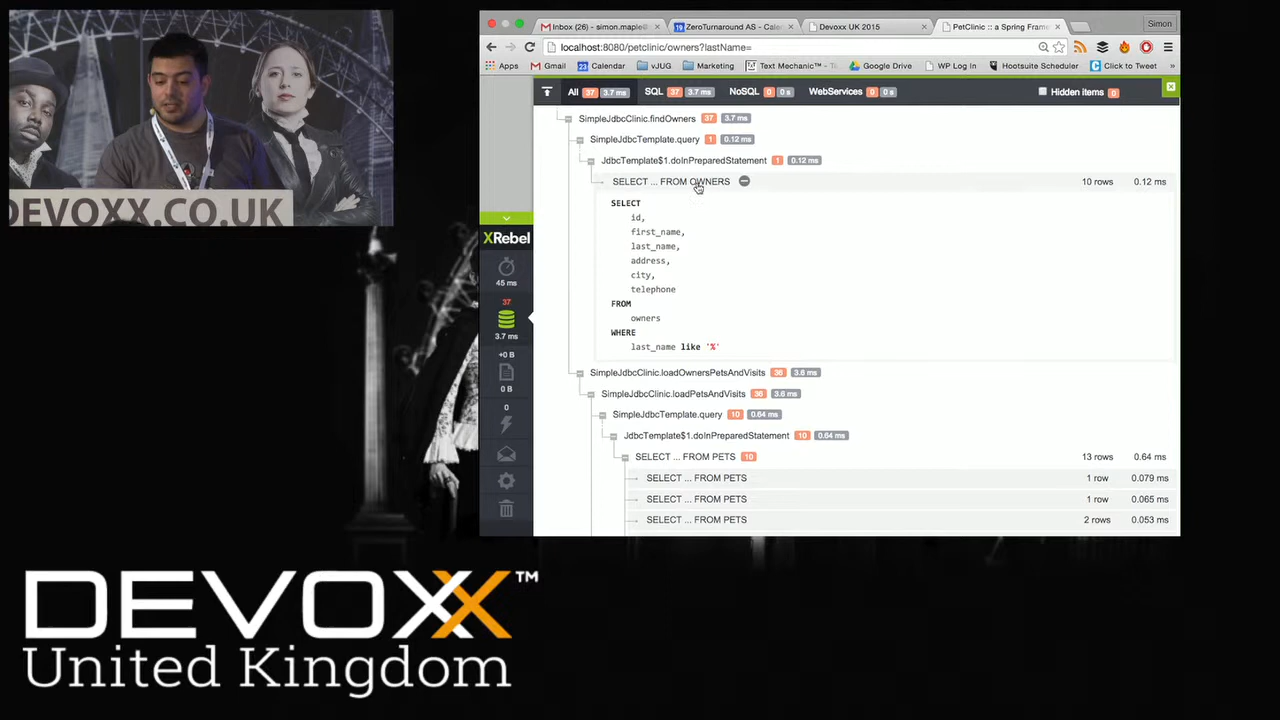 DEVOXX.CO.UK
Inbox (26) - simon.maple@
ZeroTurnaround AS - Cale
Devoxx UK 2015
PetClinic :: a Spring Fram
Simon
localhost:8080/petclinic/owners?lastName=
Apps
Gmail
Calendar
vJUG
Marketing
Text Mechanic™ - T
Google Drive
WP Log In
Hootsuite Scheduler
Click to Tweet
All 37 3.7 ms
SQL 37 3.7 ms
NoSQL 0 0 s
WebServices 0 0 s
Hidden items 0
SimpleJdbcClinic.findOwners 37 3.7 ms
SimpleJdbcTemplate.query 1 0.12 ms
JdbcTemplate$1.doInPreparedStatement 1 0.12 ms
SELECT ... FROM OWNERS 10 rows 0.12 ms
SELECT
id,
first_name,
last_name,
address,
city,
telephone
FROM
owners
WHERE
last_name like '%'
SimpleJdbcClinic.loadOwnersPetsAndVisits 36 3.6 ms
SimpleJdbcClinic.loadPetsAndVisits 36 3.6 ms
SimpleJdbcTemplate.query 10 0.64 ms
JdbcTemplate$1.doInPreparedStatement 10 0.64 ms
SELECT ... FROM PETS 10 13 rows 0.64 ms
SELECT ... FROM PETS 1 row 0.079 ms
SELECT ... FROM PETS 1 row 0.065 ms
SELECT ... FROM PETS 2 rows 0.053 ms
XRebel
45 ms
37
3.7 ms
+0 B
0 B
0
DEVOXX™
United Kingdom